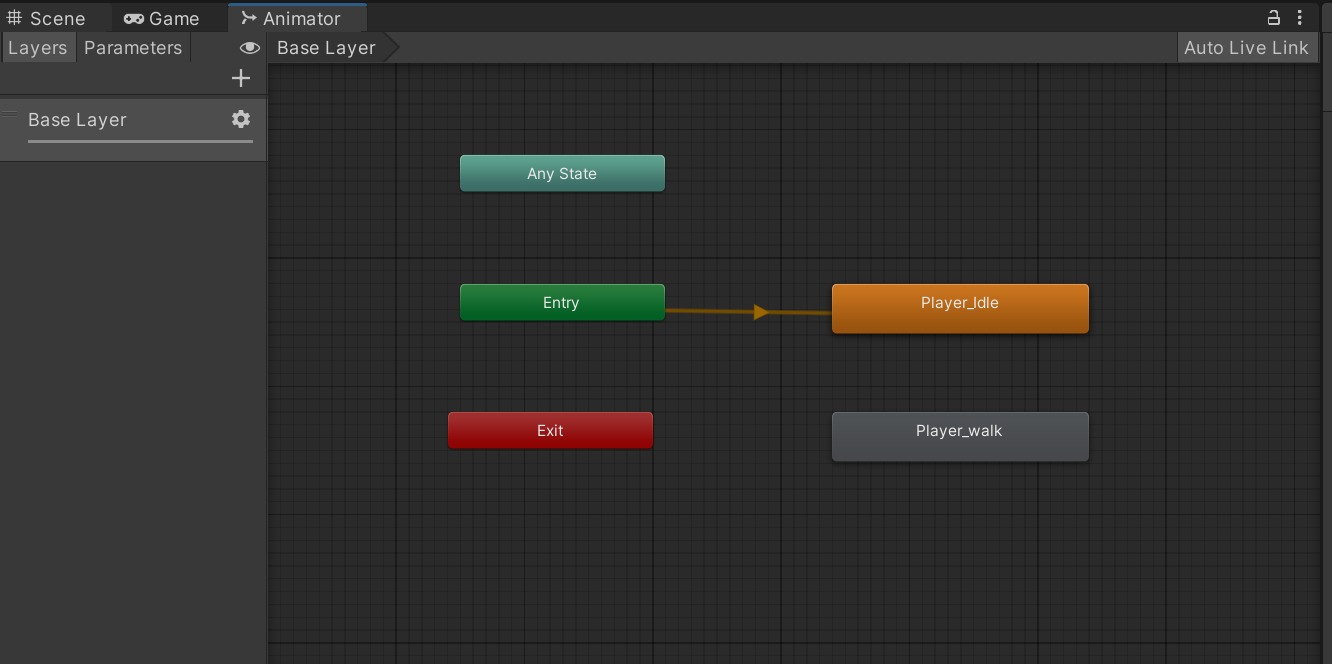 Scene Game Animator
Layers Parameters Base Layer Auto Live Link
Base Layer
Any State
Entry Player_Idle
Exit Player_walk